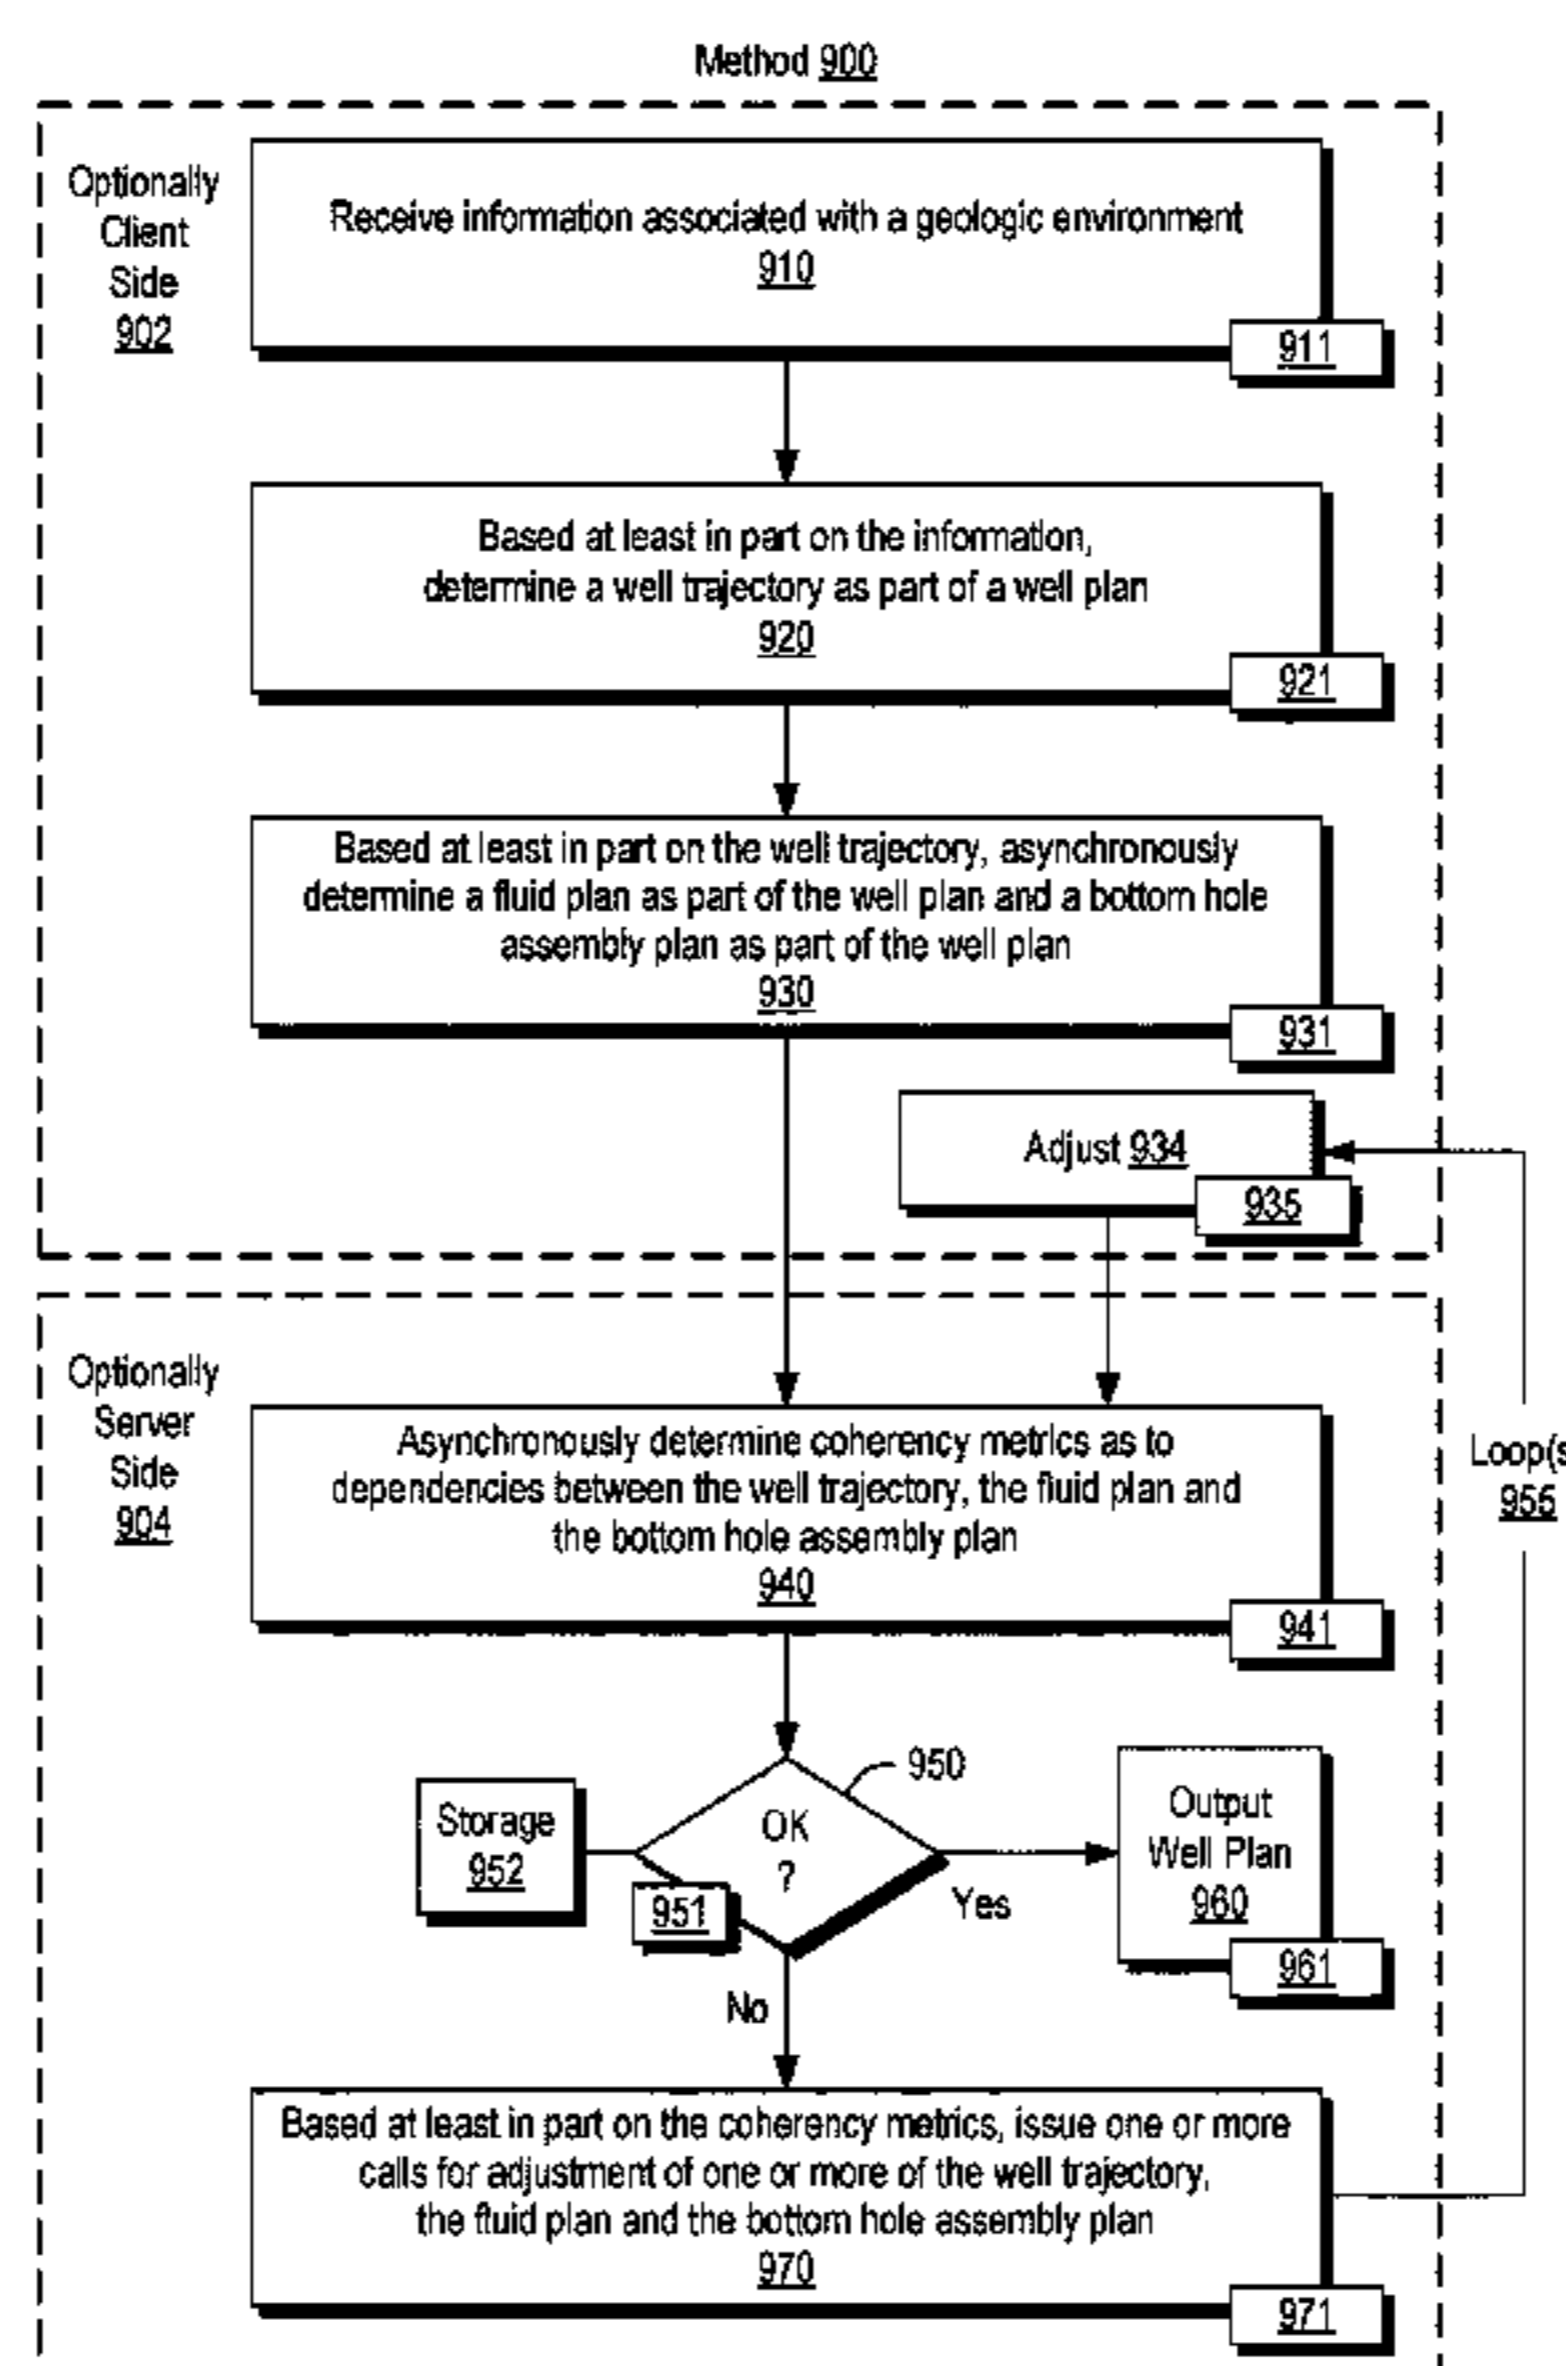 Method 900
Optionally
Client
Side
902
Receive information associated with a geologic environment
910
911
Based at least in part on the information,
determine a well trajectory as part of a well plan
920
921
Based at least in part on the well trajectory, asynchronously
determine a fluid plan as part of the well plan and a bottom hole
assembly plan as part of the well plan
930
931
Adjust 934
935
Optionally
Server
Side
904
Asynchronously determine coherency metrics as to
dependencies between the well trajectory, the fluid plan and
the bottom hole assembly plan
940
941
Loop(s
955
950
Storage
952
OK
?
951
Yes
Output
Well Plan
960
961
No
Based at least in part on the coherency metrics, issue one or more
calls for adjustment of one or more of the well trajectory,
the fluid plan and the bottom hole assembly plan
970
971